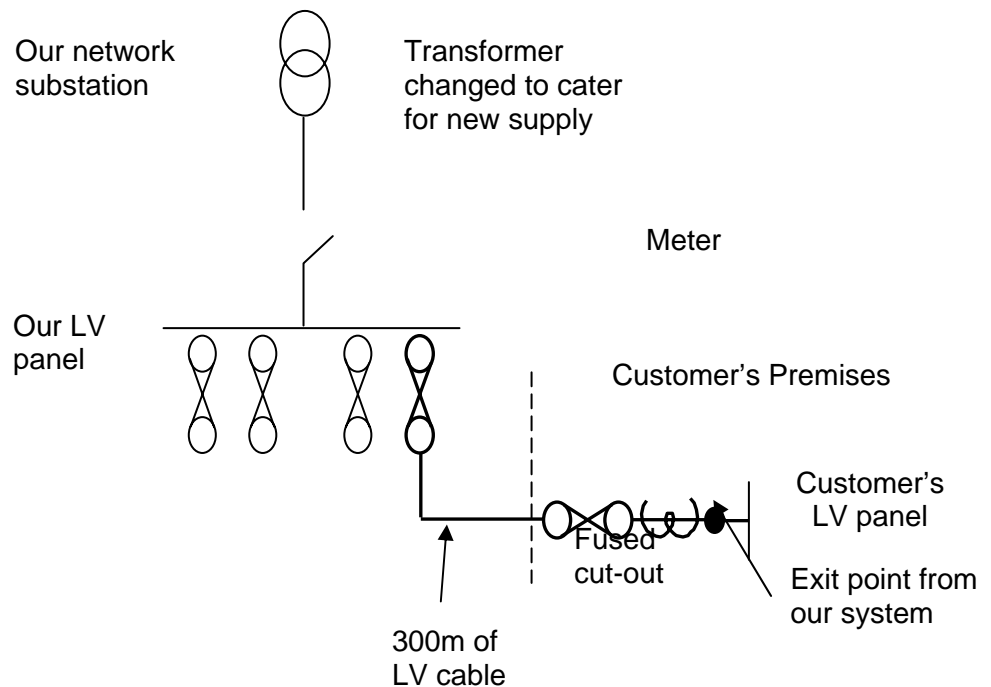 Our network
substation
Transformer
changed to cater
for new supply
Meter
Our LV
panel
Customer’s Premises
Customer’s
LV panel
Fused
cut-out
Exit point from
our system
300m of
LV cable